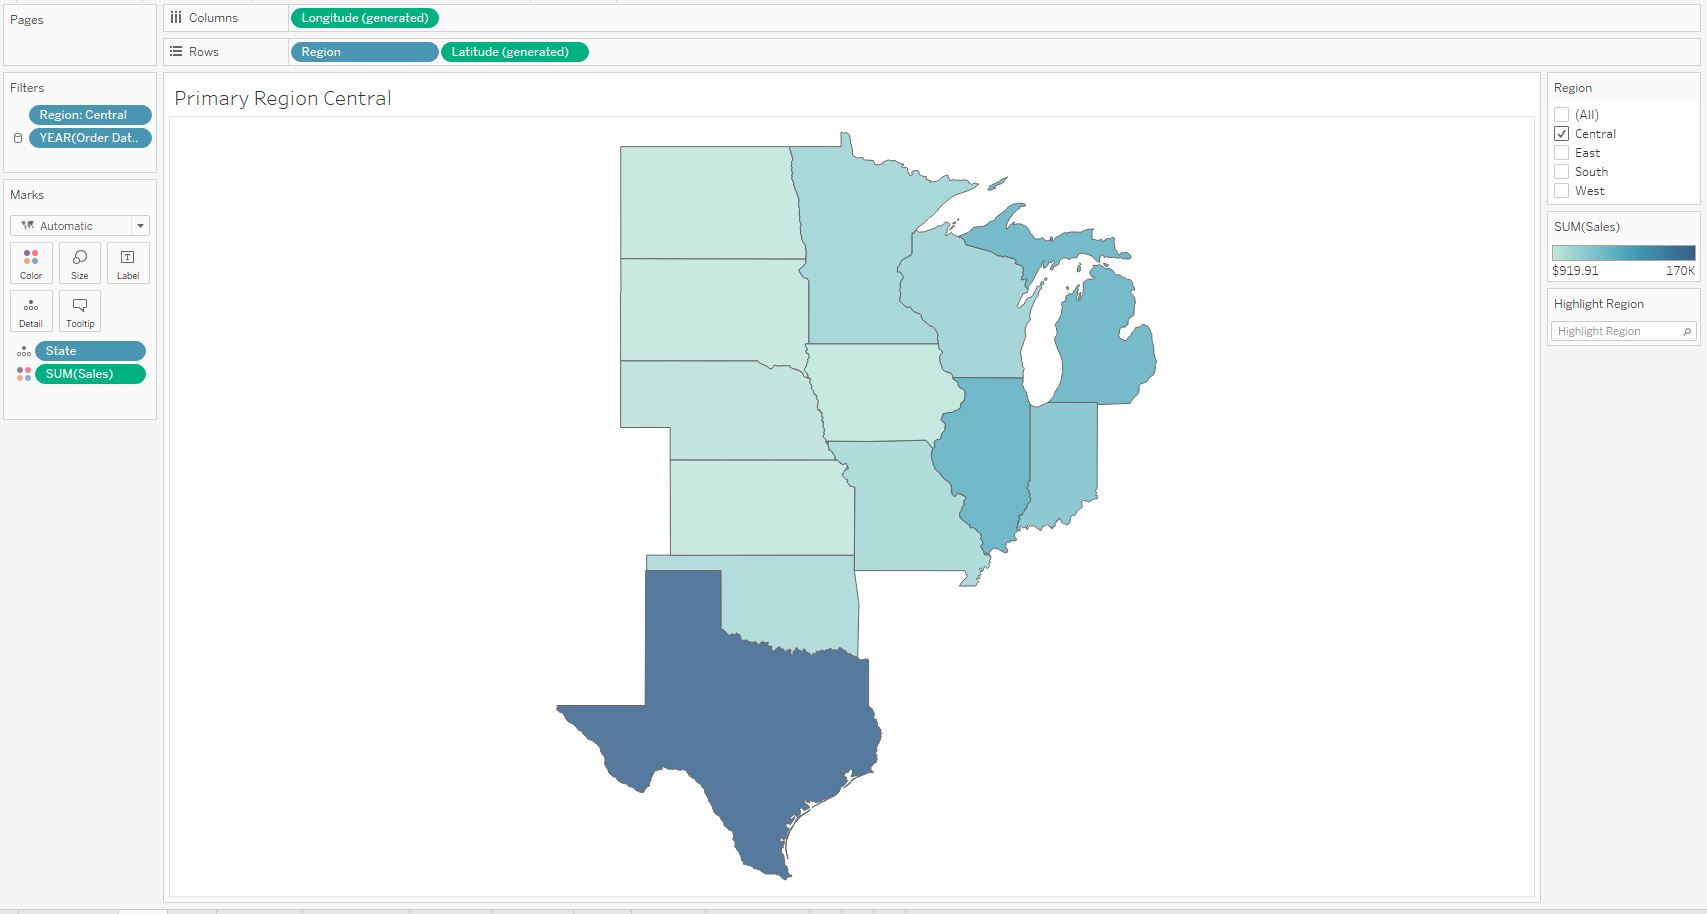 Pages
Columns
Longitude (generated)
Rows
Region
Latitude (generated)
Filters
Region: Central
YEAR(Order Dat..
Marks
Automatic
Color
Size
Label
Detail
Tooltip
State
SUM(Sales)
Primary Region Central
Region
(All)
Central
East
South
West
SUM(Sales)
$919.91
170K
Highlight Region
Highlight Region